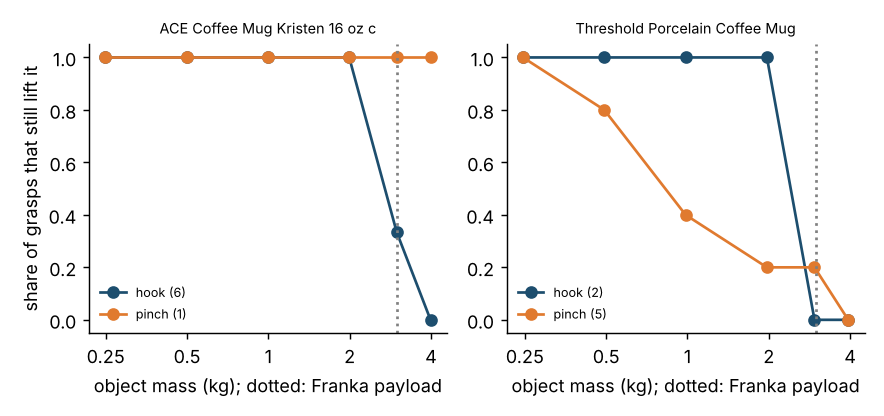 ACE Coffee Mug Kristen 16 oz c
share of grasps that still lift it
1.0
0.8
0.6
0.4
0.2
0.0
hook (6)
pinch (1)
0.25
0.5
1
2
4
object mass (kg); dotted: Franka payload
Threshold Porcelain Coffee Mug
1.0
0.8
0.6
0.4
0.2
0.0
hook (2)
pinch (5)
0.25
0.5
1
2
4
object mass (kg); dotted: Franka payload